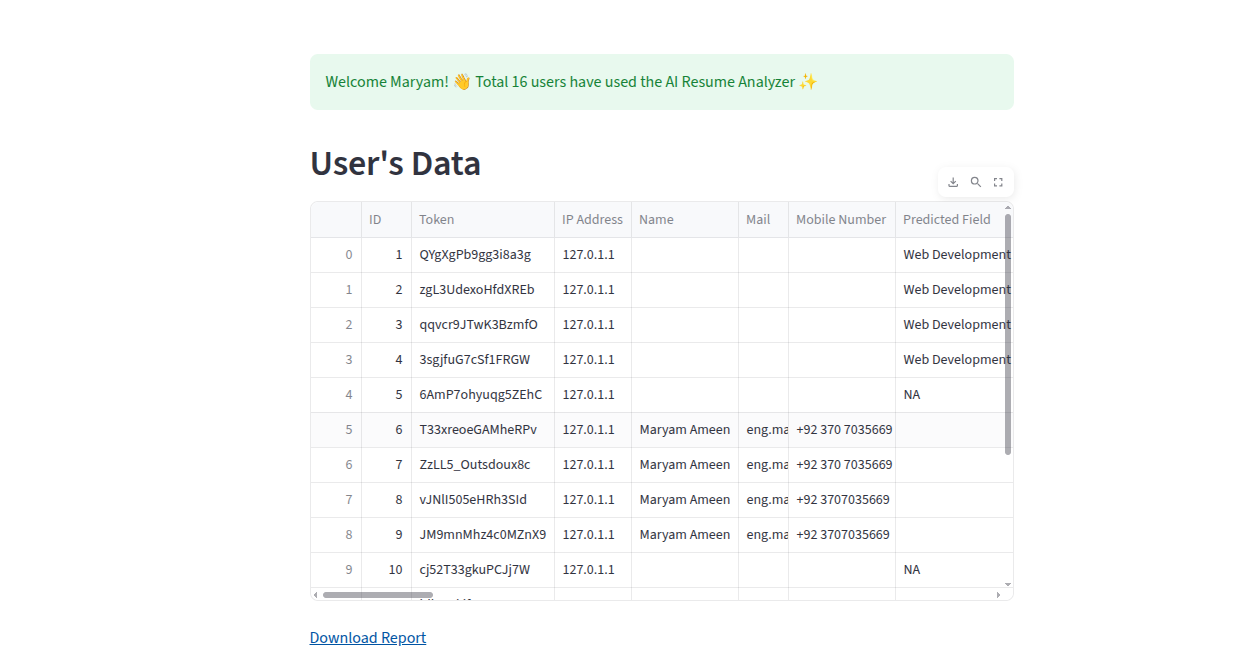 Welcome Maryam! 👋 Total 16 users have used the AI Resume Analyzer ✨
User's Data
ID Token IP Address Name Mail Mobile Number Predicted Field
0 1 QYgXgPb9gg3i8a3g 127.0.1.1 Web Development
1 2 zgL3UdexoHfdXREb 127.0.1.1 Web Development
2 3 qqvcr9JTwK3BzmfO 127.0.1.1 Web Development
3 4 3sgjfuG7cSf1FRGW 127.0.1.1 Web Development
4 5 6AmP7ohyuqg5ZEhC 127.0.1.1 NA
5 6 T33xreoeGAMheRPv 127.0.1.1 Maryam Ameen eng.ma +92 370 7035669
6 7 ZzLL5_Outsdoux8c 127.0.1.1 Maryam Ameen eng.ma +92 370 7035669
7 8 vJNlI505eHRh3SId 127.0.1.1 Maryam Ameen eng.ma +92 3707035669
8 9 JM9mnMhz4c0MZnX9 127.0.1.1 Maryam Ameen eng.ma +92 3707035669
9 10 cj52T33gkuPCJj7W 127.0.1.1 NA
Download Report